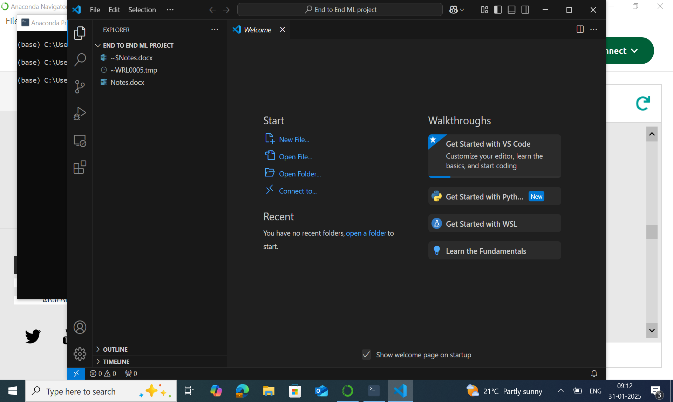 Anaconda Navigator
File
Anaconda P
(base) C:\Use
(base) C:\Use
(base) C:\Use
File Edit Selection ...
End to End ML project
nnect
EXPLORER
END TO END ML PROJECT
~$Notes.docx
~WRL0005.tmp
Notes.docx
OUTLINE
TIMELINE
Welcome
Start
New File...
Open File...
Open Folder...
Connect to...
Recent
You have no recent folders, open a folder to
start.
Walkthroughs
Get Started with VS Code
Customize your editor, learn the
basics, and start coding
Get Started with Pyth... New
Get Started with WSL
Learn the Fundamentals
Show welcome page on startup
0 0 0
Type here to search
21°C Partly sunny
ENG
09:12
31-01-2025
3